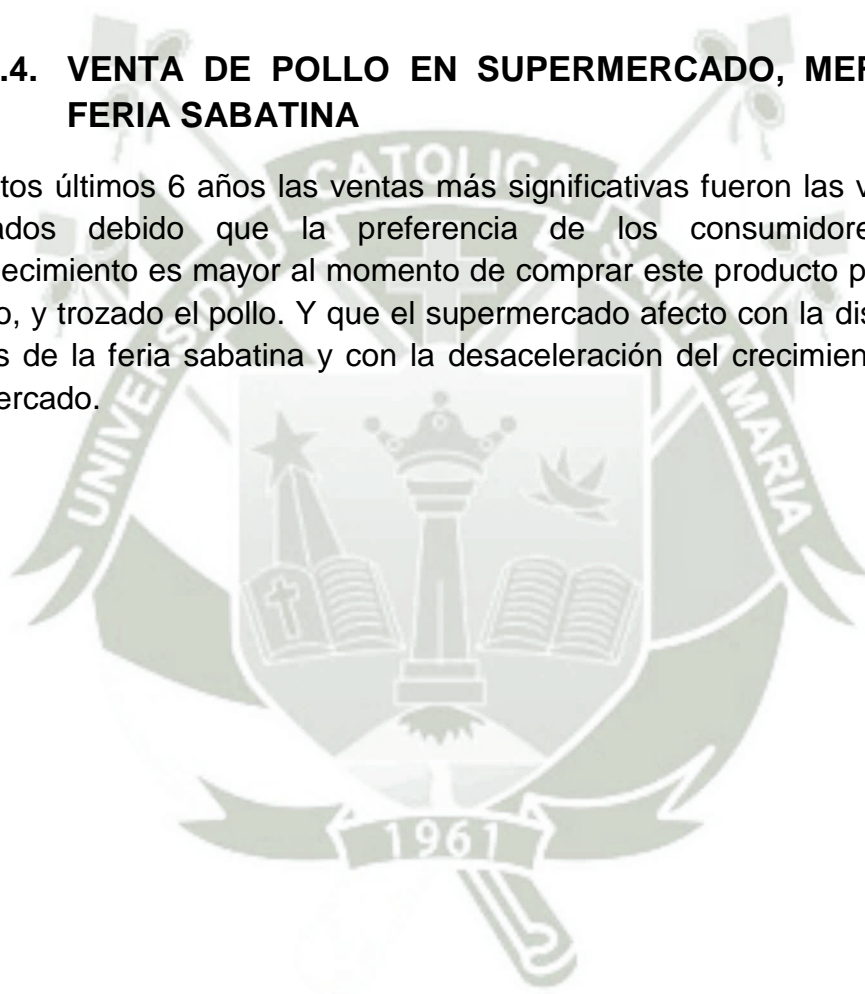 .4. VENTA DE POLLO EN SUPERMERCADO, MER
FERIA SABATINA
tos últimos 6 años las ventas más significativas fueron las v
ados debido que la preferencia de los consumidore
ecimiento es mayor al momento de comprar este producto p
o, y trozado el pollo. Y que el supermercado afecto con la dis
s de la feria sabatina y con la desaceleración del crecimien
ercado.
UNIVERSIDAD CATOLICA SANTA MARIA
1961